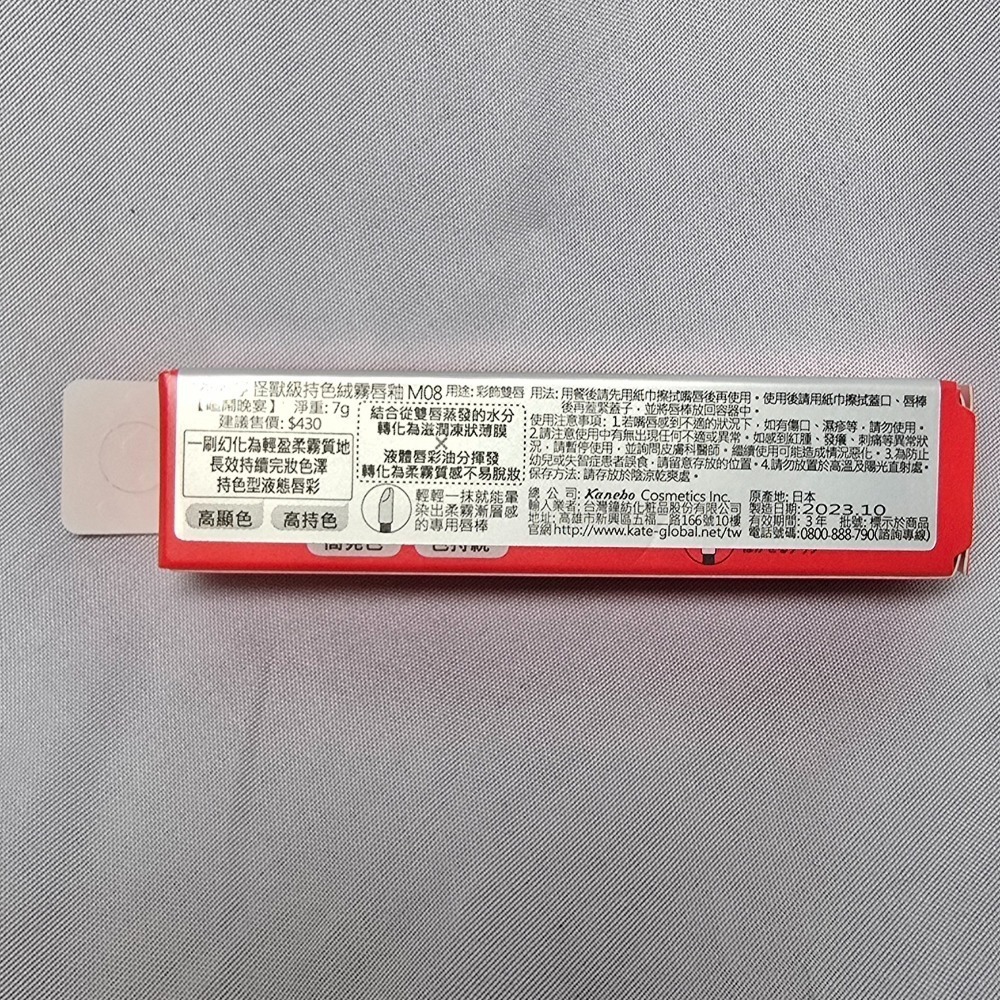 怪獸級持色絨霧唇釉 M08 用途: 彩飾雙唇
鬧晚宴】 淨重: 7g
建議售價: $430
一刷幻化為輕盈柔霧質地
長效持續完妝色澤
持色型液態唇彩
高顯色 高持色
結合從雙唇蒸發的水分
轉化為滋潤凍狀薄膜
×
液體唇彩油分揮發
轉化為柔霧質感不易脫妝
輕輕一抹就能暈
染出柔霧漸層感
的專用唇棒
用法: 用餐後請先用紙巾擦拭嘴唇後再使用。使用後請用紙巾擦拭蓋口、唇棒
後再蓋緊蓋子，並將唇棒放回容器中。
使用注意事項: 1.若嘴唇感到不適的狀況下，如有傷口、濕疹等，請勿使用。
2.請注意使用中有無出現任何不適或異常。如感到紅腫、發癢、刺痛等異常狀
況，請暫停使用，並詢問皮膚科醫師。繼續使用可能造成情況惡化。3.為防止
幼兒或失智症患者誤食，請留意存放的位置。4.請勿放置於高溫及陽光直射處。
保存方法: 請存放於陰涼乾爽處。
總 公 司: Kanebo Cosmetics Inc.
輸入業者: 台灣鐘紡化粧品股份有限公司
地址: 高雄市新興區五福二路166號10樓
官網http://www.kate-global.net/tw
原產地: 日本
製造日期: 2023.10
有效期間: 3 年 批號: 標示於商品
電話號碼:0800-888-790(諮詢專線)